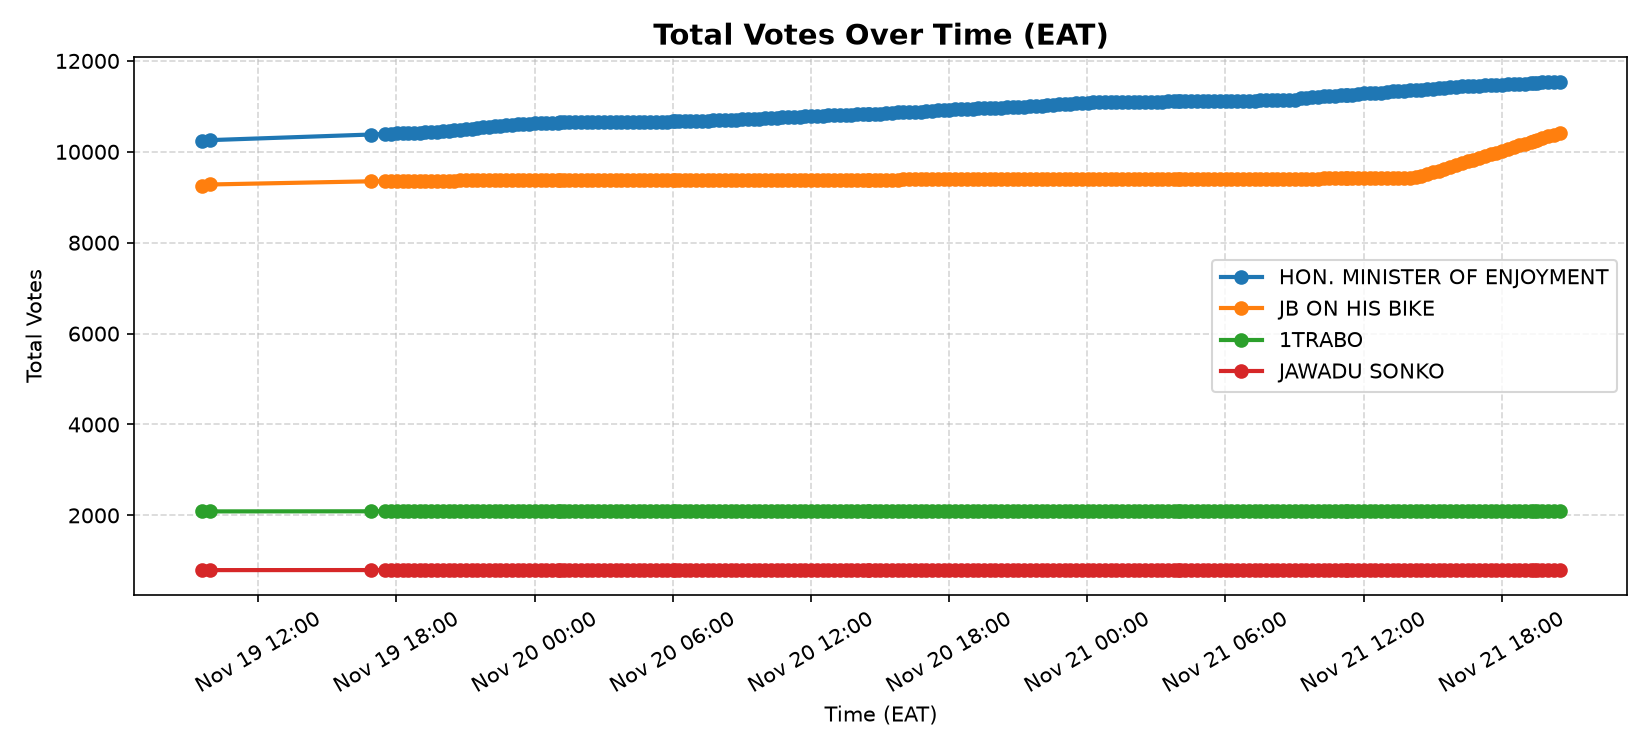 Total Votes Over Time (EAT)
12000
10000
8000
6000
4000
2000
Total Votes
HON. MINISTER OF ENJOYMENT
JB ON HIS BIKE
1TRABO
JAWADU SONKO
Nov 19 12:00
Nov 19 18:00
Nov 20 00:00
Nov 20 06:00
Nov 20 12:00
Nov 20 18:00
Nov 21 00:00
Nov 21 06:00
Nov 21 12:00
Nov 21 18:00
Time (EAT)